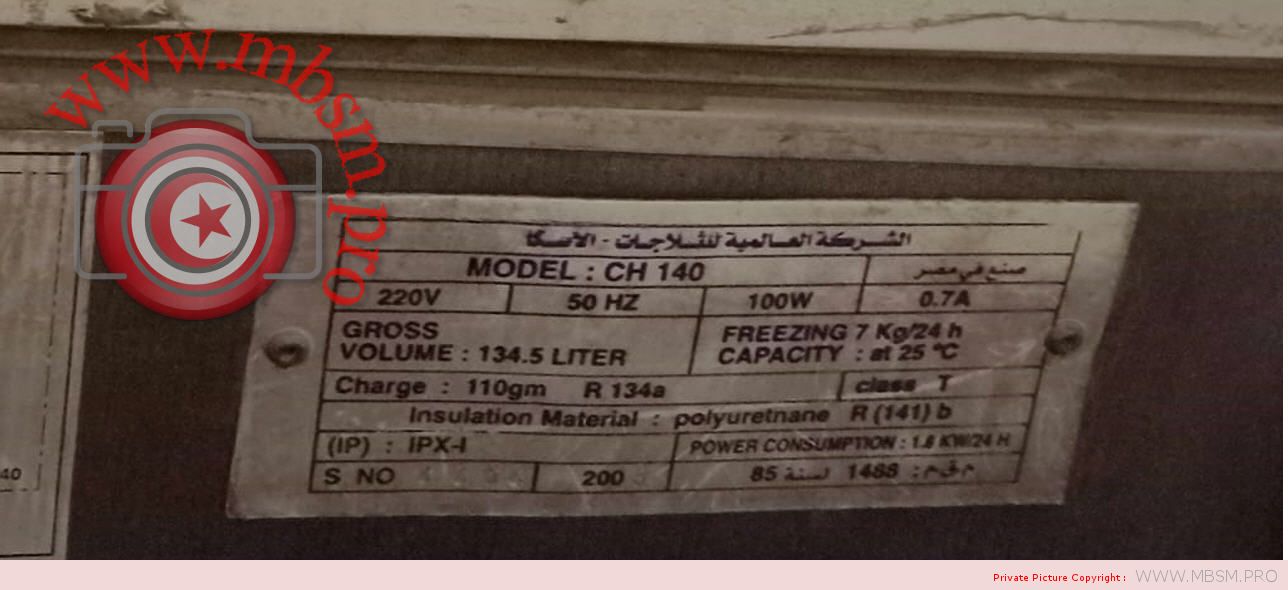 www.mbsm.pro
الشركة العالمية للثلاجات - الاسكا
MODEL : CH 140 صنع في مصر
220V 50 HZ 100W 0.7A
GROSS
VOLUME : 134.5 LITER
FREEZING 7 Kg/24 h
CAPACITY : at 25 °C
Charge : 110gm R 134a class T
Insulation Material : polyuretnane R (141) b
(IP) : IPX-I POWER CONSUMPTION : 1.6 KW/24 H
S NO 200 م.ق.م : 1488 لسنة 85
40
Private Picture Copyright : WWW.MBSM.PRO